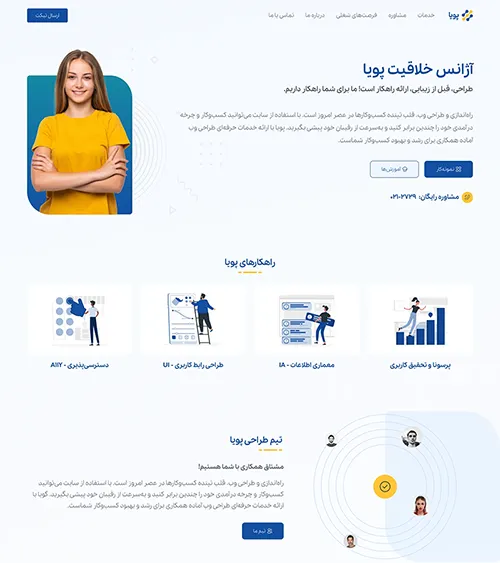 پویا
خدمات
مشاوره
فرصت‌های شغلی
درباره ما
تماس با ما
ارسال تیکت
آژانس خلاقیت پویا
طراحی، قبل از زیبایی، ارائه راهکار است! ما برای شما راهکار داریم.
راه‌اندازی و طراحی وب، قلب تپنده کسب‌وکارها در عصر امروز است. با استفاده از سایت می‌توانید کسب‌وکار و چرخه
درآمدی خود را چندین برابر کنید و به‌سرعت از رقیبان خود پیشی بگیرید. پویا با ارائه خدمات حرفه‌ای طراحی وب
آماده همکاری برای رشد و بهبود کسب‌وکار شماست.
نمونه‌کار
آموزش‌ها
مشاوره رایگان: ۰۲۱-۲۷۲۹
راهکارهای پویا
پرسونا و تحقیق کاربری
معماری اطلاعات - IA
طراحی رابط کاربری - UI
دسترسی‌پذیری - A11Y
تیم طراحی پویا
مشتاق همکاری با شما هستیم!
راه‌اندازی و طراحی وب، قلب تپنده کسب‌وکارها در عصر امروز است. با استفاده از سایت می‌توانید
کسب‌وکار و چرخه درآمدی خود را چندین برابر کنید و به‌سرعت از رقیبان خود پیشی بگیرید. گویا با
ارائه خدمات حرفه‌ای طراحی وب آماده همکاری برای رشد و بهبود کسب‌وکار شماست.
تیم ما